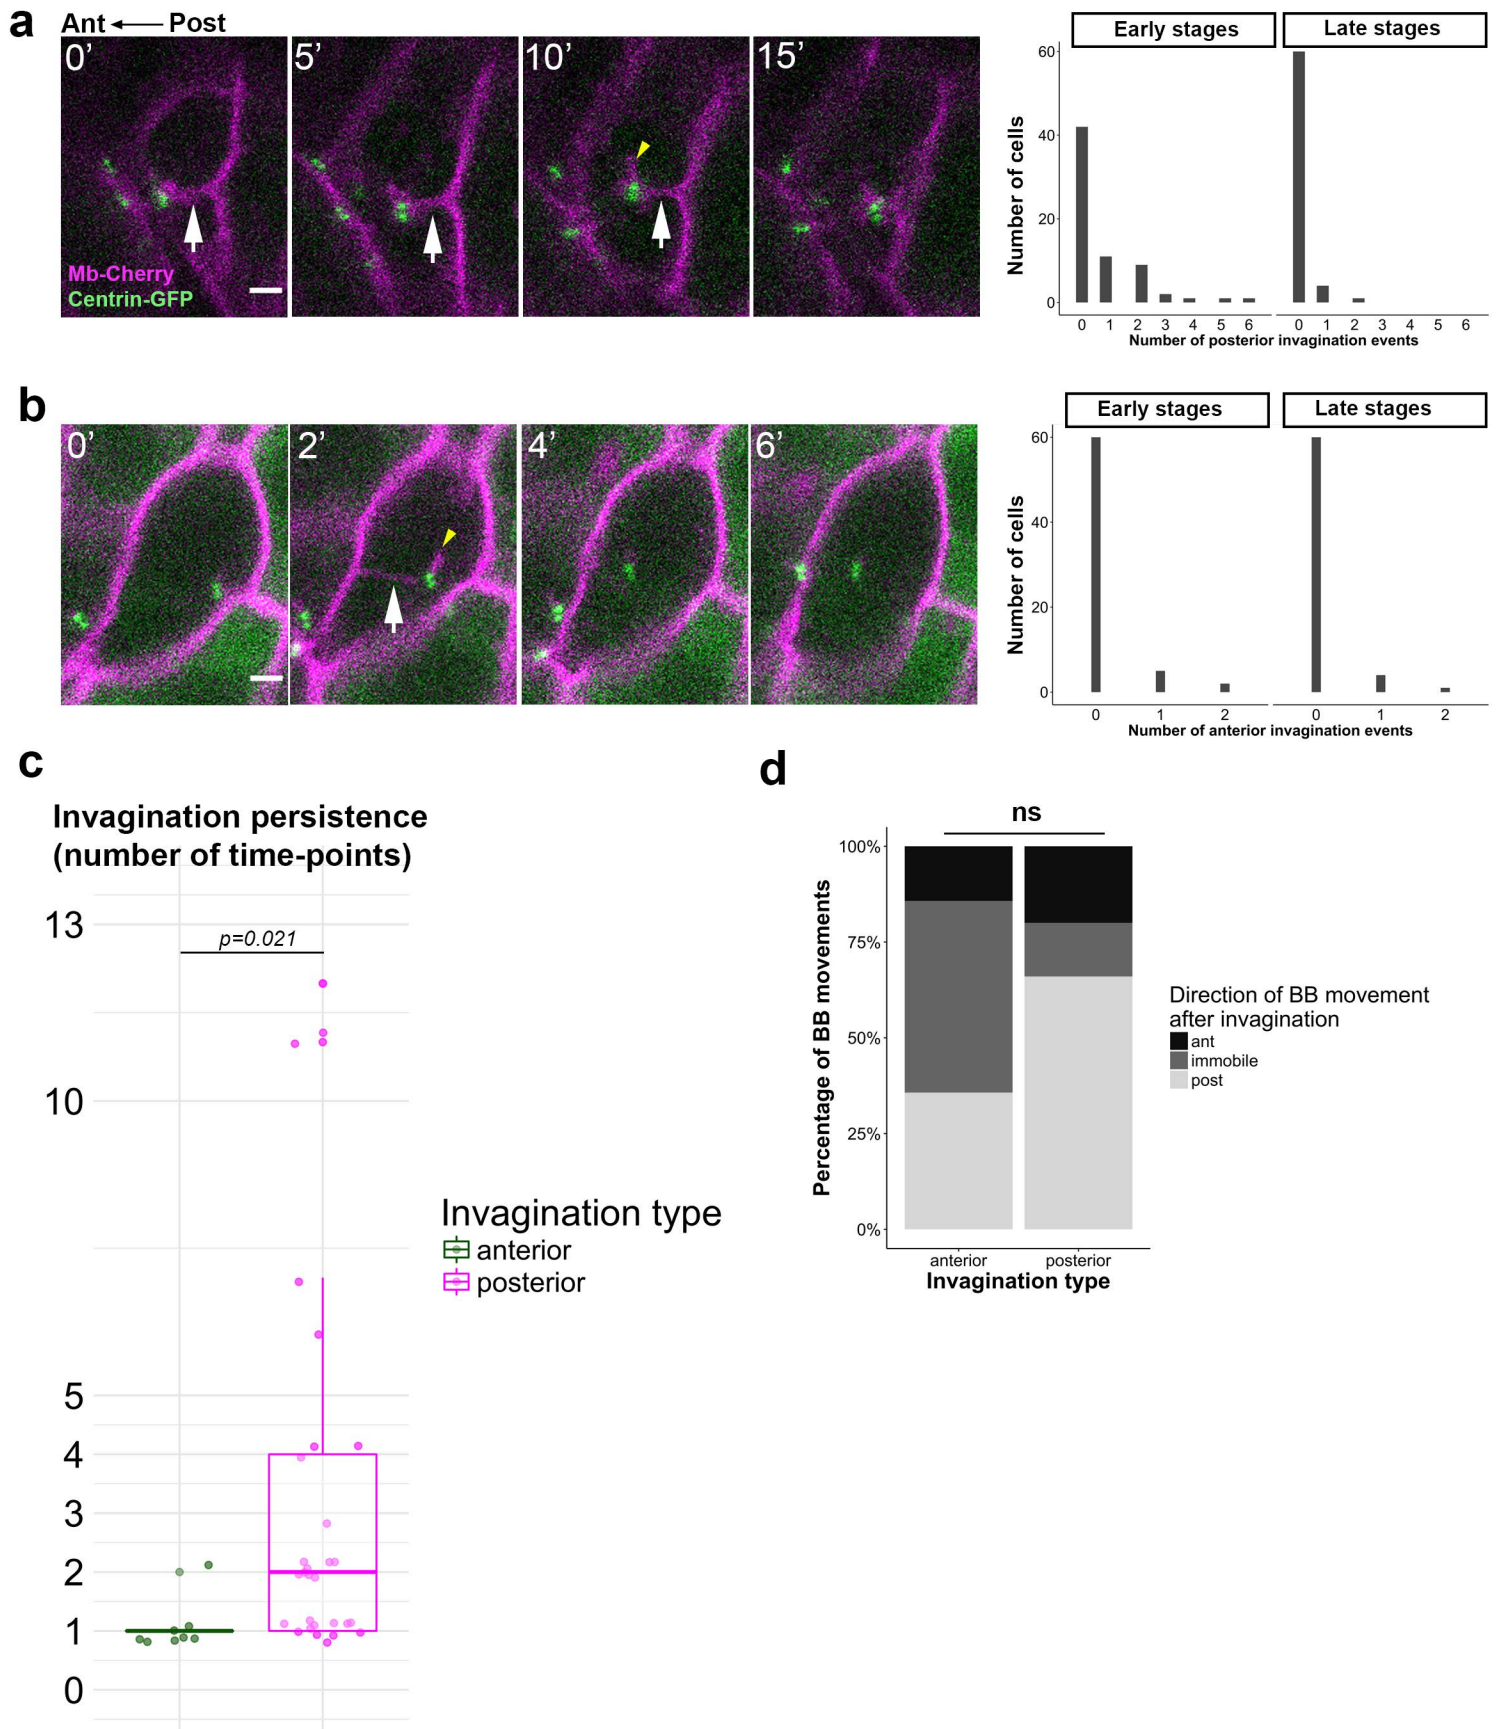 a
Ant Post
0’ 5’ 10’ 15’
Mb-Cherry
Centrin-GFP
Early stages Late stages
Number of cells
60
40
20
0
0 1 2 3 4 5 6 0 1 2 3 4 5 6
Number of posterior invagination events
b
0’ 2’ 4’ 6’
Early stages Late stages
Number of cells
60
40
20
0
0 1 2 0 1 2
Number of anterior invagination events
c
Invagination persistence
(number of time-points)
p=0.021
13
10
5
4
3
2
1
0
Invagination type
anterior
posterior
d
ns
Percentage of BB movements
100%
75%
50%
25%
0%
anterior posterior
Invagination type
Direction of BB movement
after invagination
ant
immobile
post